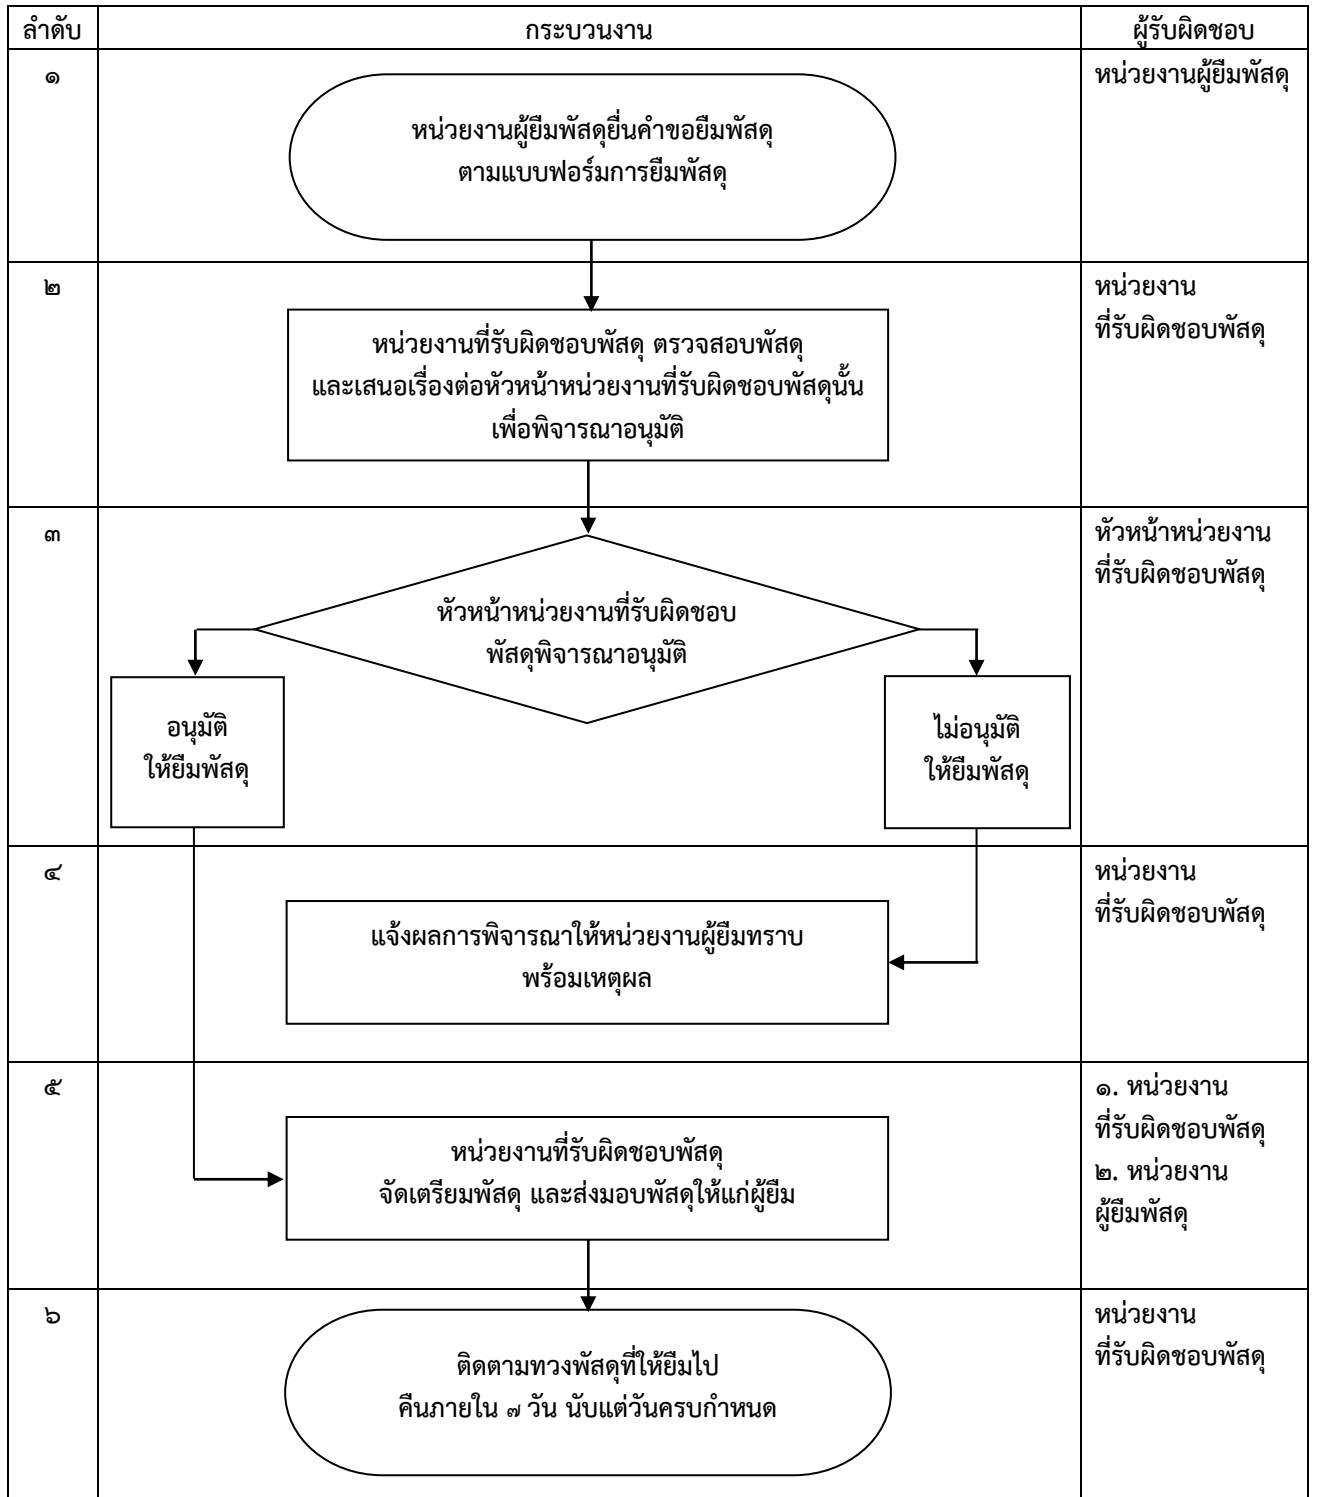 ลำดับ กระบวนงาน ผู้รับผิดชอบ
๑
หน่วยงานผู้ยืมพัสดุยื่นคำขอยืมพัสดุ
ตามแบบฟอร์มการยืมพัสดุ
หน่วยงานผู้ยืมพัสดุ
๒
หน่วยงานที่รับผิดชอบพัสดุ ตรวจสอบพัสดุ
และเสนอเรื่องต่อหัวหน้าหน่วยงานที่รับผิดชอบพัสดุนั้น
เพื่อพิจารณาอนุมัติ
หน่วยงาน
ที่รับผิดชอบพัสดุ
๓
หัวหน้าหน่วยงานที่รับผิดชอบ
พัสดุพิจารณาอนุมัติ
อนุมัติ
ให้ยืมพัสดุ
ไม่อนุมัติ
ให้ยืมพัสดุ
หัวหน้าหน่วยงาน
ที่รับผิดชอบพัสดุ
๔
แจ้งผลการพิจารณาให้หน่วยงานผู้ยืมทราบ
พร้อมเหตุผล
หน่วยงาน
ที่รับผิดชอบพัสดุ
๕
หน่วยงานที่รับผิดชอบพัสดุ
จัดเตรียมพัสดุ และส่งมอบพัสดุให้แก่ผู้ยืม
๑. หน่วยงาน
ที่รับผิดชอบพัสดุ
๒. หน่วยงาน
ผู้ยืมพัสดุ
๖
ติดตามทวงพัสดุที่ให้ยืมไป
คืนภายใน ๗ วัน นับแต่วันครบกำหนด
หน่วยงาน
ที่รับผิดชอบพัสดุ